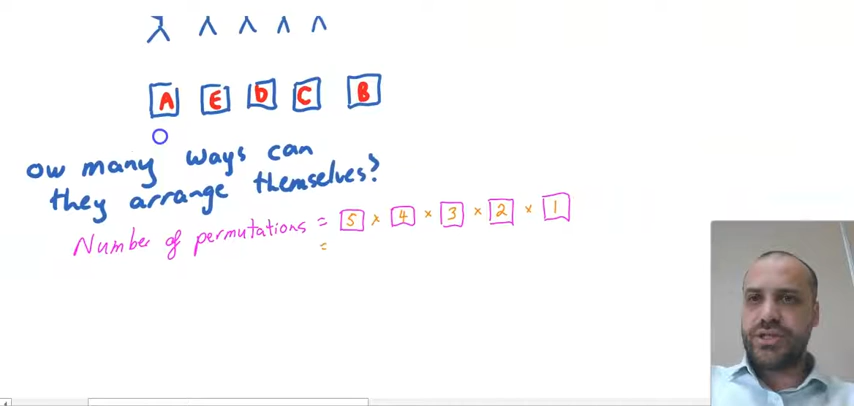 A E D C B
ow many ways can
they arrange themselves?
Number of permutations = 5 × 4 × 3 × 2 × 1
=